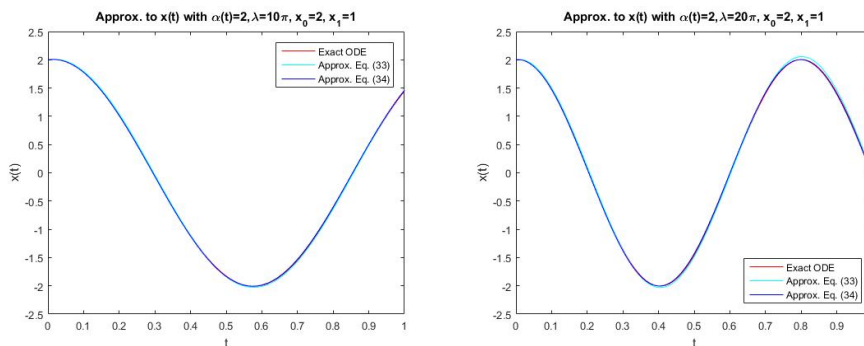 Approx. to x(t) with α(t)=2, λ=10π, x₀=2, x₁=1
2.5
2
1.5
1
0.5
0
-0.5
-1
-1.5
-2
-2.5
x(t)
Exact ODE
Approx. Eq. (33)
Approx. Eq. (34)
0 0.1 0.2 0.3 0.4 0.5 0.6 0.7 0.8 0.9 1
t
Approx. to x(t) with α(t)=2, λ=20π, x₀=2, x₁=1
2.5
2
1.5
1
0.5
0
-0.5
-1
-1.5
-2
-2.5
x(t)
Exact ODE
Approx. Eq. (33)
Approx. Eq. (34)
0 0.1 0.2 0.3 0.4 0.5 0.6 0.7 0.8 0.9
t